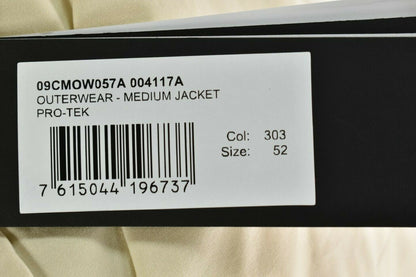 09CMOW057A 004117A
OUTERWEAR - MEDIUM JACKET
PRO-TEK
Col: 303
Size: 52
7 615044 196737